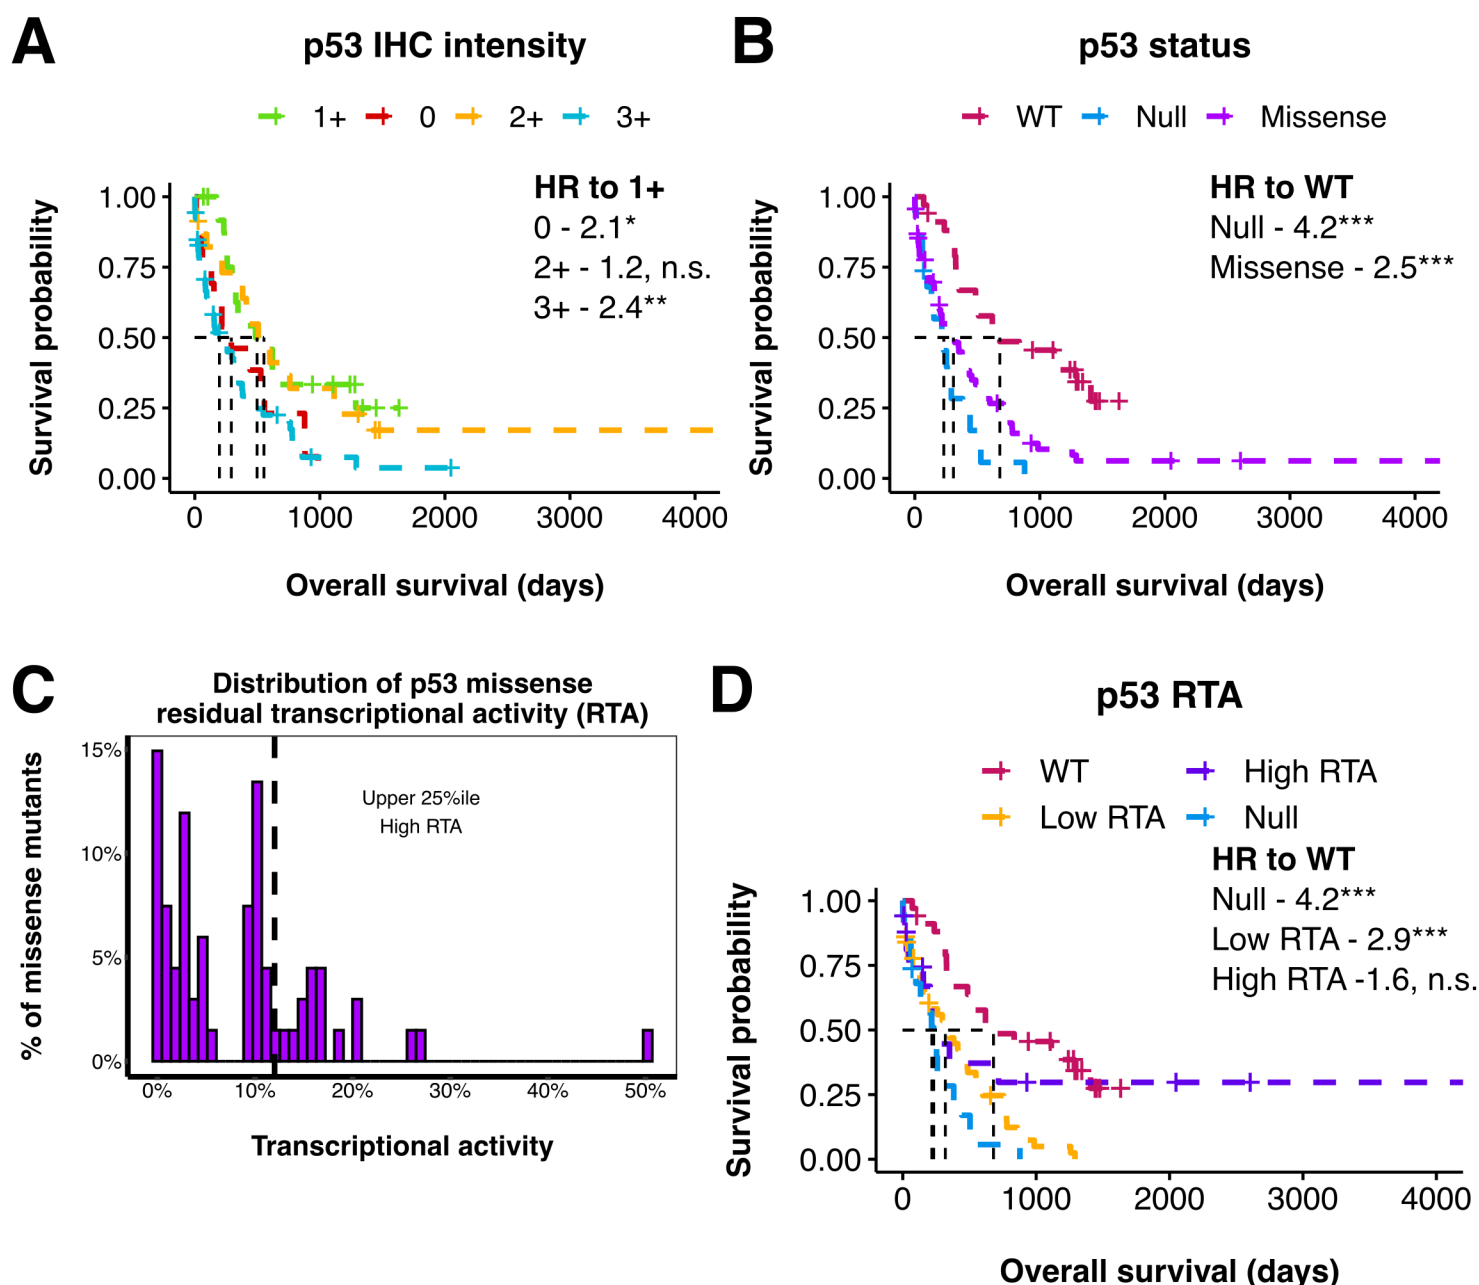 A
p53 IHC intensity
1+ 0 2+ 3+
HR to 1+
0 - 2.1*
2+ - 1.2, n.s.
3+ - 2.4**
Survival probability
1.00
0.75
0.50
0.25
0.00
0 1000 2000 3000 4000
Overall survival (days)
B
p53 status
WT Null Missense
HR to WT
Null - 4.2***
Missense - 2.5***
Survival probability
1.00
0.75
0.50
0.25
0.00
0 1000 2000 3000 4000
Overall survival (days)
C
Distribution of p53 missense
residual transcriptional activity (RTA)
Upper 25%ile
High RTA
% of missense mutants
15%
10%
5%
0%
0% 10% 20% 30% 40% 50%
Transcriptional activity
D
p53 RTA
WT High RTA
Low RTA Null
HR to WT
Null - 4.2***
Low RTA - 2.9***
High RTA -1.6, n.s.
Survival probability
1.00
0.75
0.50
0.25
0.00
0 1000 2000 3000 4000
Overall survival (days)